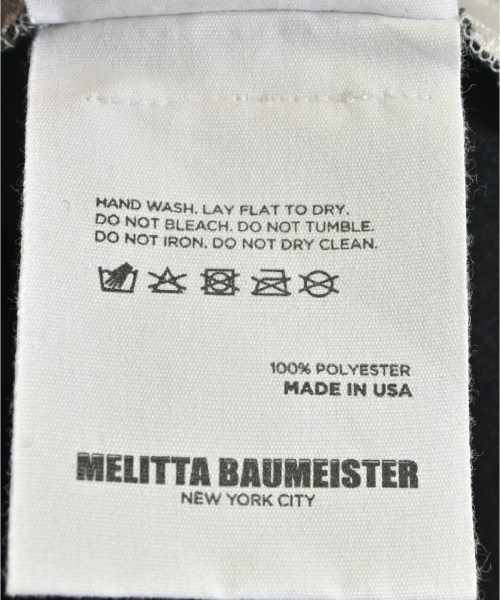 HAND WASH. LAY FLAT TO DRY.
DO NOT BLEACH. DO NOT TUMBLE.
DO NOT IRON. DO NOT DRY CLEAN.
100% POLYESTER
MADE IN USA
MELITTA BAUMEISTER
NEW YORK CITY